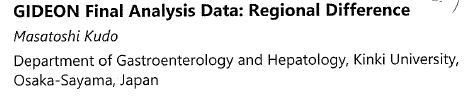 GIDEON Final Analysis Data: Regional Difference
Masatoshi Kudo
Department of Gastroenterology and Hepatology, Kinki University,
Osaka-Sayama, Japan